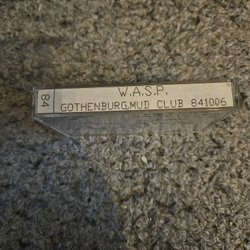 84
W.A.S.P.
GOTHENBURG,MUD CLUB 841006